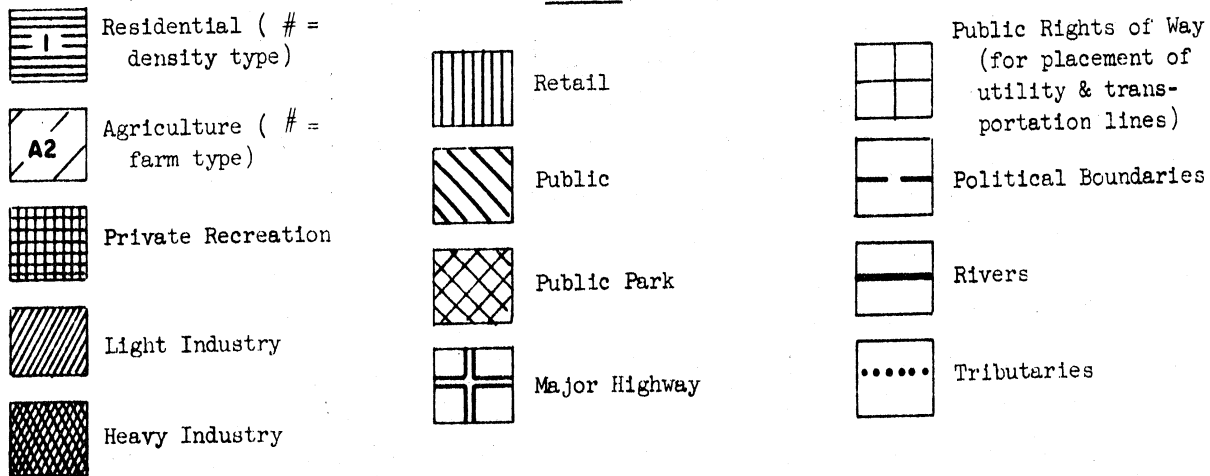 Residential ( # =
density type)
I
Agriculture ( # =
farm type)
A2
Private Recreation
Light Industry
Heavy Industry
Retail
Public
Public Park
Major Highway
Public Rights of Way
(for placement of
utility & trans-
portation lines)
Political Boundaries
Rivers
Tributaries